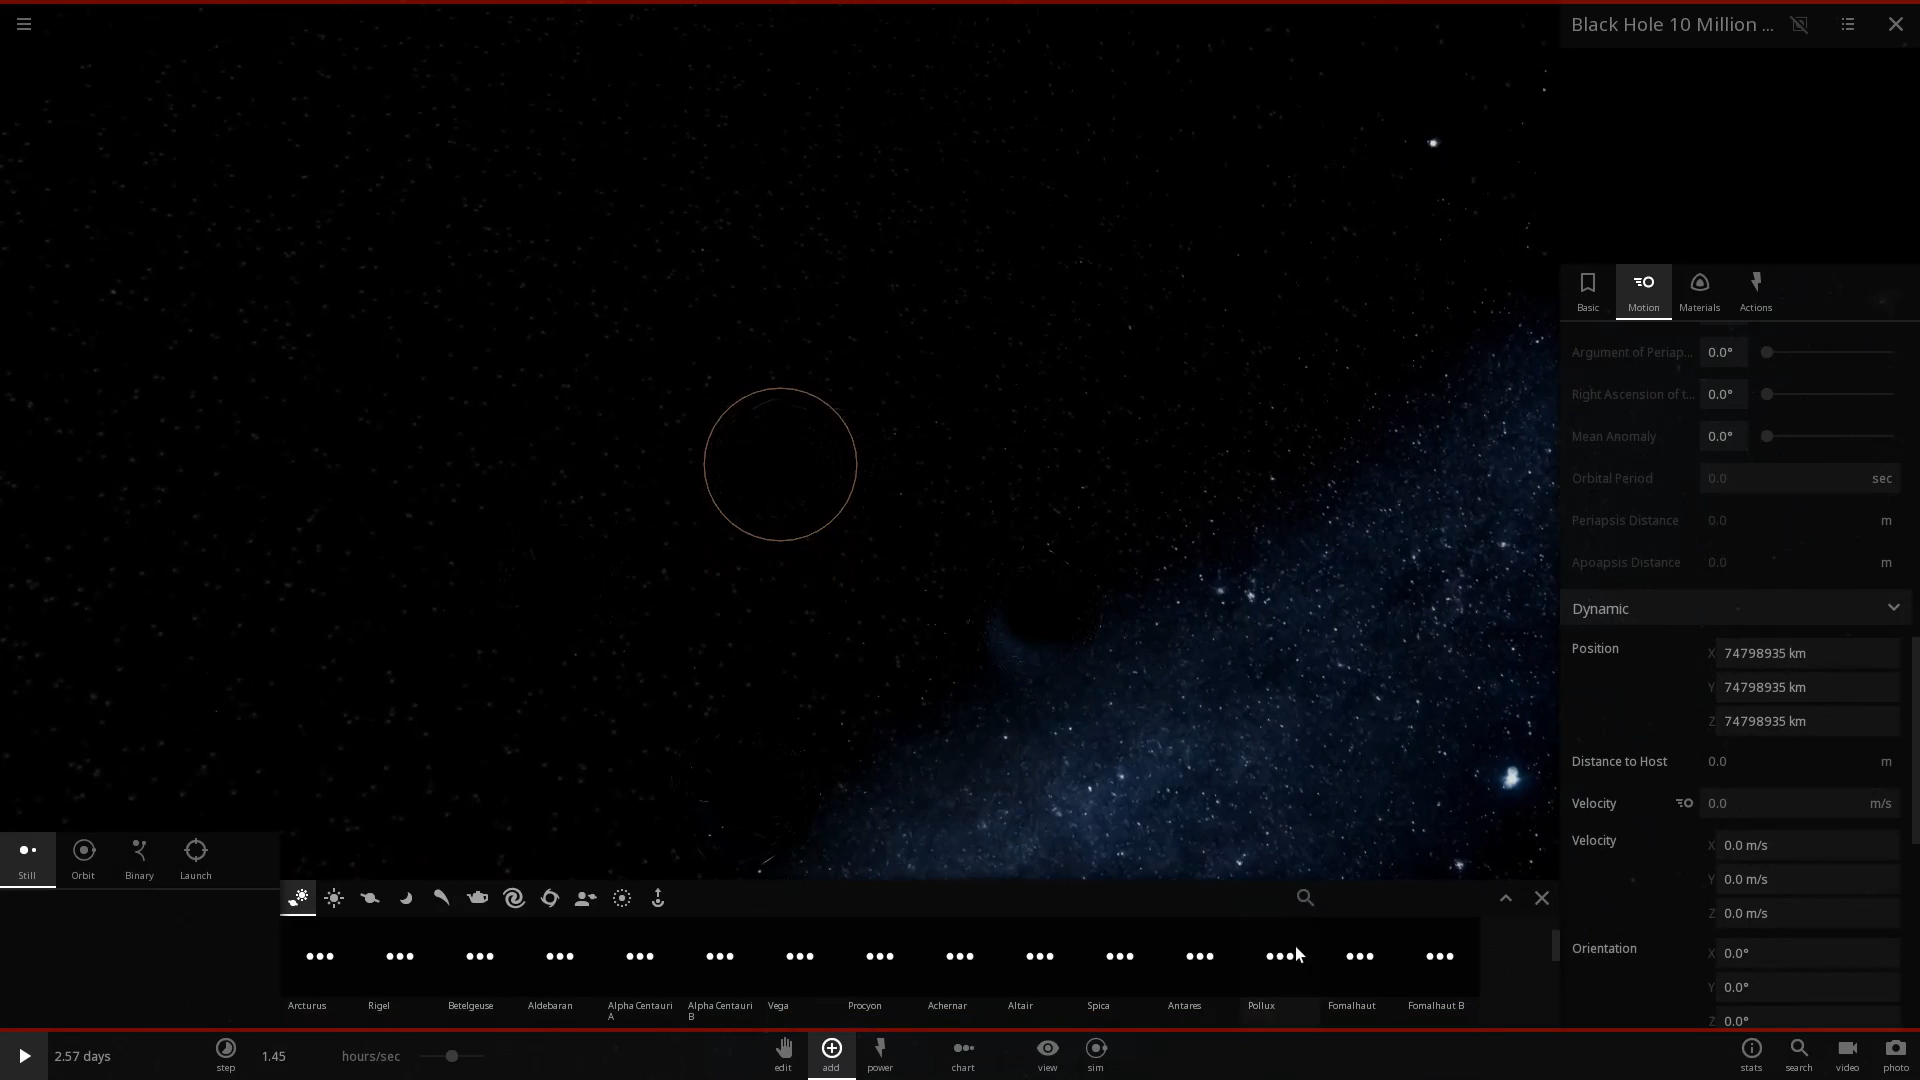 Black Hole 10 Million ...
Basic
Motion
Materials
Actions
Argument of Periap... 0.0°
Right Ascension of t... 0.0°
Mean Anomaly 0.0°
Orbital Period 0.0 sec
Periapsis Distance 0.0 m
Apoapsis Distance 0.0 m
Dynamic
Position X 74798935 km
Y 74798935 km
Z 74798935 km
Distance to Host 0.0 m
Velocity 0.0 m/s
Velocity X 0.0 m/s
Y 0.0 m/s
Z 0.0 m/s
Orientation X 0.0°
Y 0.0°
Z 0.0°
Still
Orbit
Binary
Launch
Arcturus
Rigel
Betelgeuse
Aldebaran
Alpha Centauri
A
Alpha Centauri
B
Vega
Procyon
Achernar
Altair
Spica
Antares
Pollux
Fomalhaut
Fomalhaut B
2.57 days
step
1.45
hours/sec
edit
add
power
chart
view
sim
stats
search
video
photo